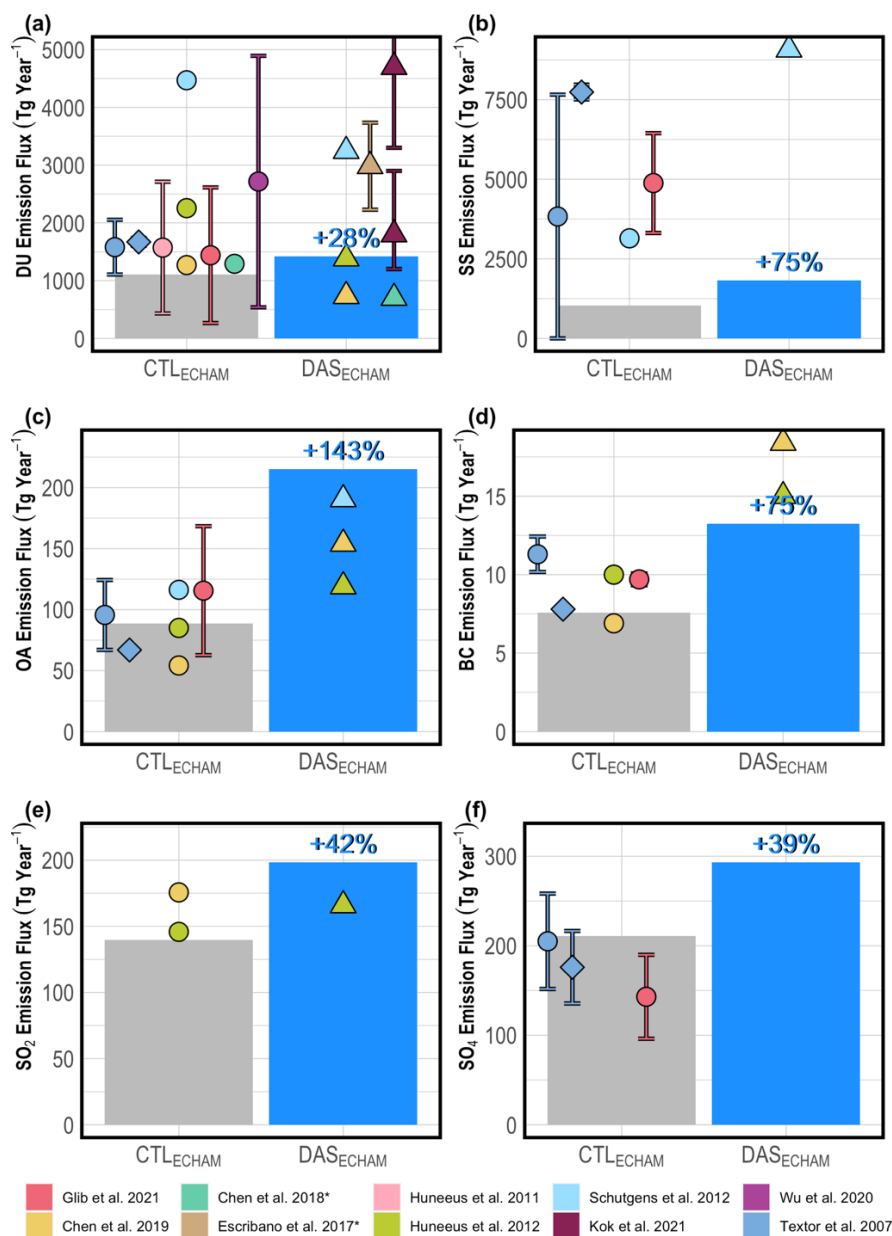 (a)
(b)
DU Emission Flux (Tg Year−1)
5000
4000
3000
2000
1000
0
+28%
CTLECHAM
DASECHAM
SS Emission Flux (Tg Year−1)
7500
5000
2500
0
+75%
CTLECHAM
DASECHAM
(c)
(d)
OA Emission Flux (Tg Year−1)
200
150
100
50
0
+143%
CTLECHAM
DASECHAM
BC Emission Flux (Tg Year−1)
15
10
5
0
+75%
CTLECHAM
DASECHAM
(e)
(f)
SO2 Emission Flux (Tg Year−1)
200
150
100
50
0
+42%
CTLECHAM
DASECHAM
SO4 Emission Flux (Tg Year−1)
300
200
100
0
+39%
CTLECHAM
DASECHAM
Glib et al. 2021
Chen et al. 2018*
Huneeus et al. 2011
Schutgens et al. 2012
Wu et al. 2020
Chen et al. 2019
Escribano et al. 2017*
Huneeus et al. 2012
Kok et al. 2021
Textor et al. 2007